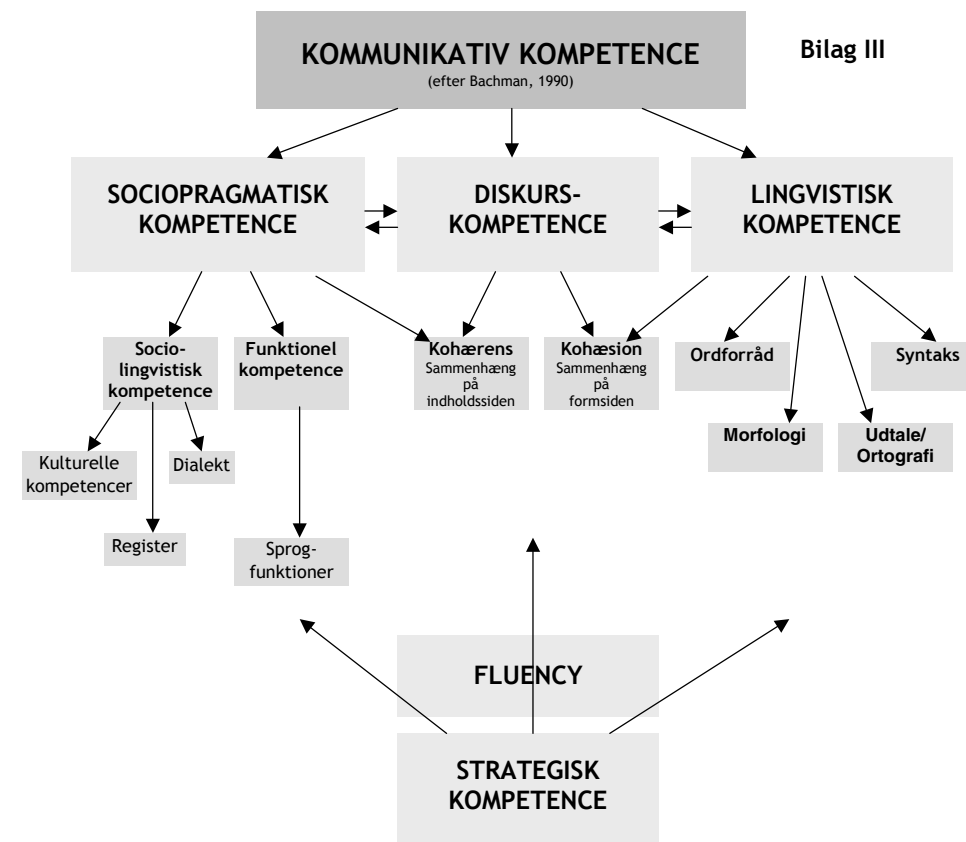 KOMMUNIKATIV KOMPETENCE
(efter Bachman, 1990)
Bilag III
SOCIOPRAGMATISK
KOMPETENCE
DISKURS-
KOMPETENCE
LINGVISTISK
KOMPETENCE
Socio-
lingvistisk
kompetence
Funktionel
kompetence
Kohærens
Sammenhæng
på
indholdssiden
Kohæsion
Sammenhæng
på
formsiden
Ordforråd
Syntaks
Morfologi
Udtale/
Ortografi
Kulturelle
kompetencer
Dialekt
Register
Sprog-
funktioner
FLUENCY
STRATEGISK
KOMPETENCE